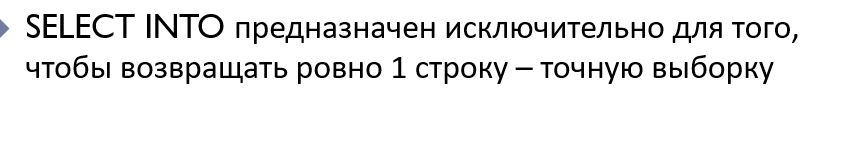 SELECT INTO предназначен исключительно для того,
чтобы возвращать ровно 1 строку – точную выборку